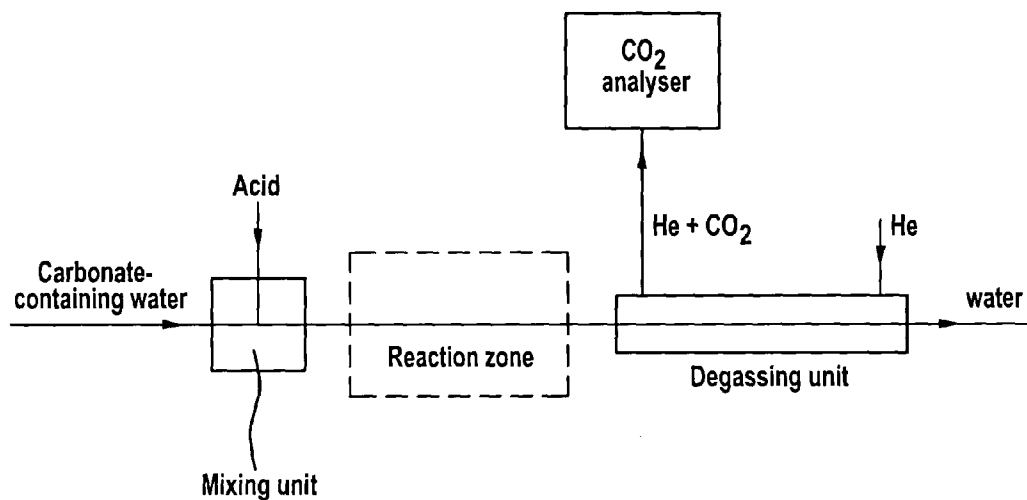 CO₂
analyser
Acid
He + CO₂
He
Carbonate-
containing water
water
Reaction zone
Degassing unit
Mixing unit